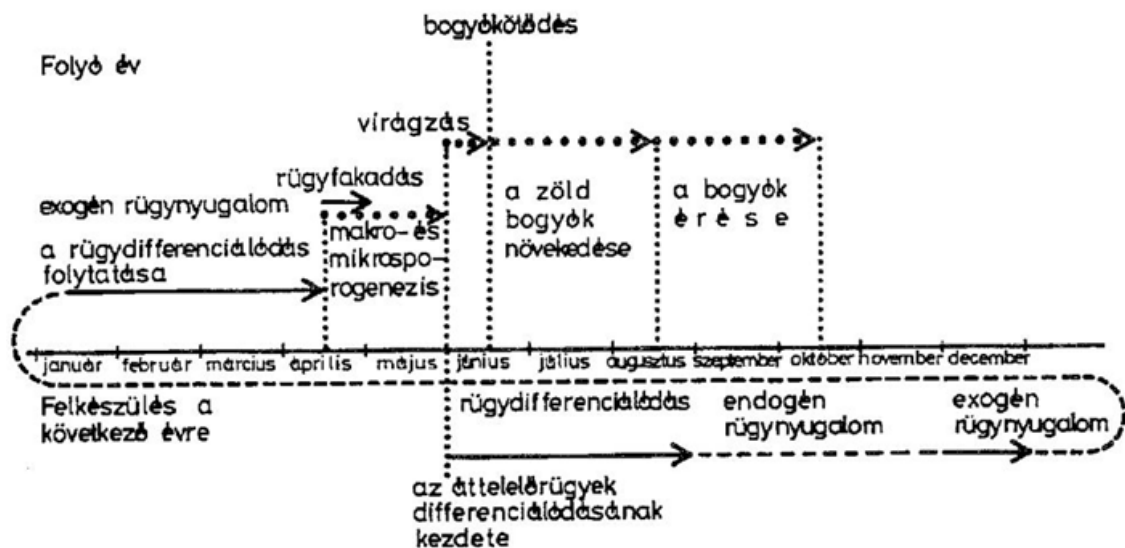 bogyókötődés
Folyó év
virágzás
rügyfakadás
exogén rügynyugalom
a rügydifferenciálódás
folytatása
makro- és
mikrospo-
rogenezis
a zöld
bogyók
növekedése
a bogyók
érése
január február március április május június július augusztus szeptember október november december
Felkészülés a
következő évre
rügydifferenciálódás
endogén
rügynyugalom
exogén
rügynyugalom
az áttelelőrügyek
differenciálódásának
kezdete